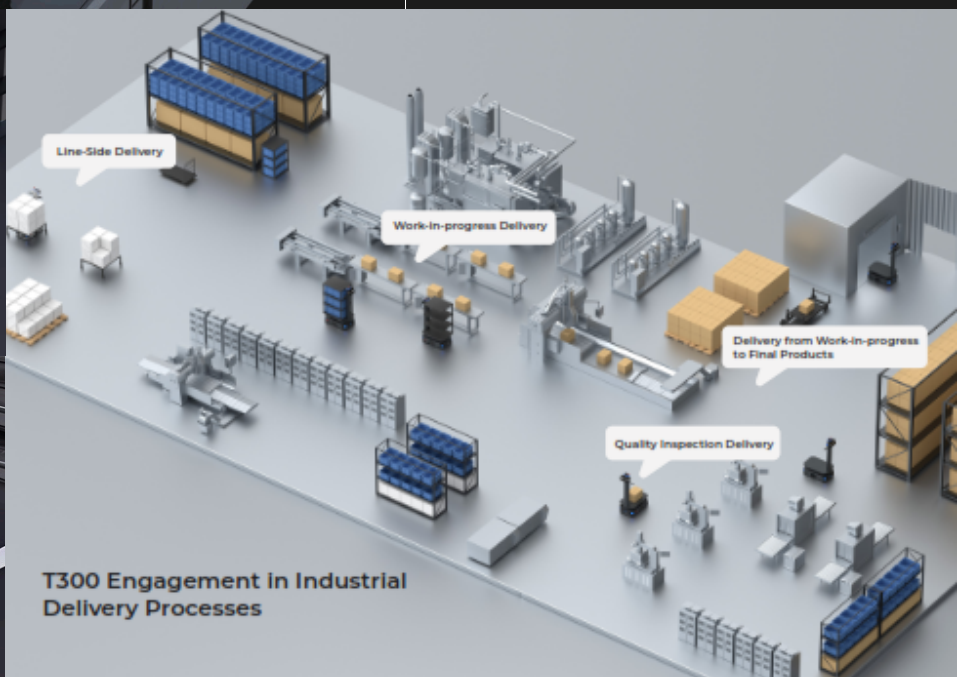 Line-Side Delivery
Work-in-progress Delivery
Delivery from Work-in-progress
to Final Products
Quality Inspection Delivery
T300 Engagement in Industrial
Delivery Processes